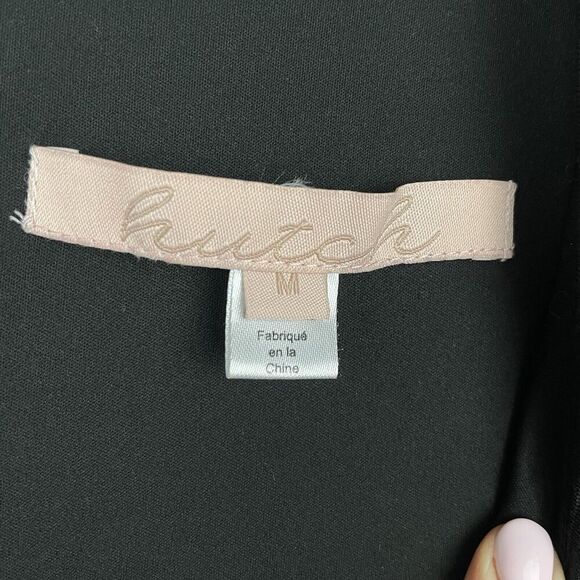 hutch
M
Fabriqué
en la
Chine